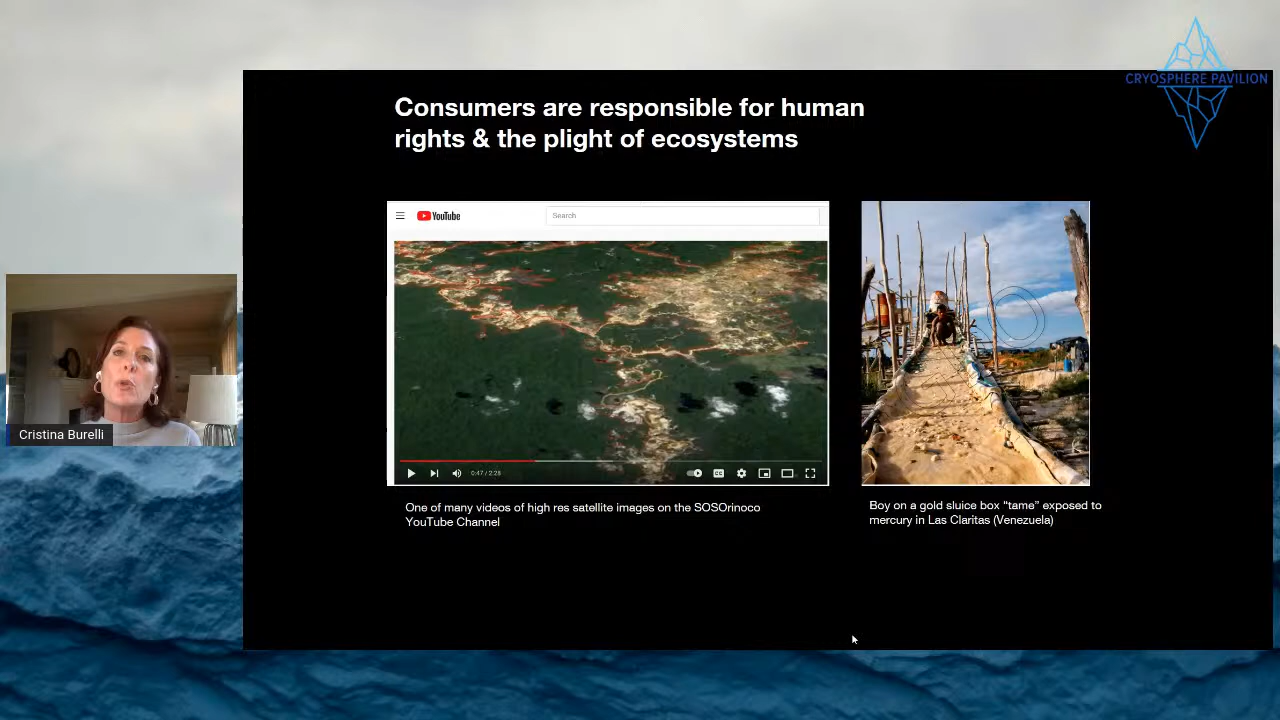 CRYOSPHERE PAVILION
Consumers are responsible for human
rights & the plight of ecosystems
YouTube
Search
0:47 / 2:28
CC
Cristina Burelli
One of many videos of high res satellite images on the SOSOrinoco
YouTube Channel
Boy on a gold sluice box “tame” exposed to
mercury in Las Claritas (Venezuela)